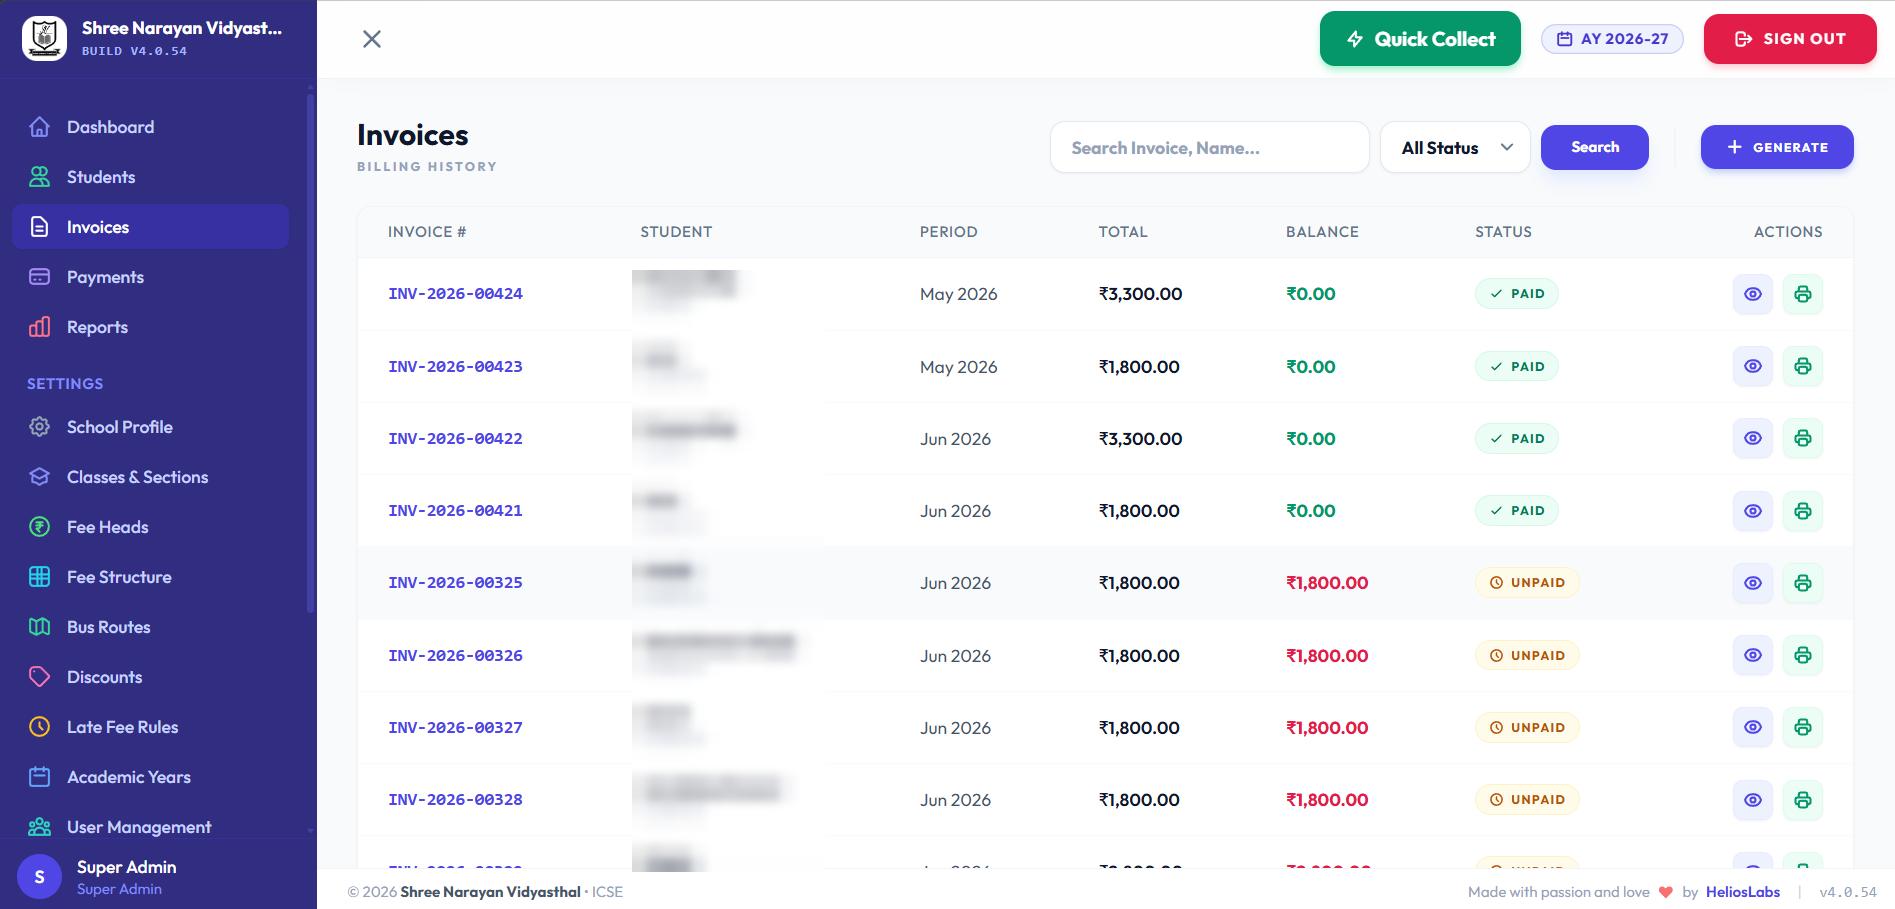 Shree Narayan Vidyast...
BUILD V4.0.54
Quick Collect
AY 2026-27
SIGN OUT
Dashboard
Students
Invoices
Payments
Reports
SETTINGS
School Profile
Classes & Sections
Fee Heads
Fee Structure
Bus Routes
Discounts
Late Fee Rules
Academic Years
User Management
S
Super Admin
Super Admin
Invoices
BILLING HISTORY
Search Invoice, Name...
All Status
Search
+ GENERATE
INVOICE # STUDENT PERIOD TOTAL BALANCE STATUS ACTIONS
INV-2026-00424 May 2026 ₹3,300.00 ₹0.00 PAID
INV-2026-00423 May 2026 ₹1,800.00 ₹0.00 PAID
INV-2026-00422 Jun 2026 ₹3,300.00 ₹0.00 PAID
INV-2026-00421 Jun 2026 ₹1,800.00 ₹0.00 PAID
INV-2026-00325 Jun 2026 ₹1,800.00 ₹1,800.00 UNPAID
INV-2026-00326 Jun 2026 ₹1,800.00 ₹1,800.00 UNPAID
INV-2026-00327 Jun 2026 ₹1,800.00 ₹1,800.00 UNPAID
INV-2026-00328 Jun 2026 ₹1,800.00 ₹1,800.00 UNPAID
© 2026 Shree Narayan Vidyasthal • ICSE
Made with passion and love ❤ by HeliosLabs | v4.0.54